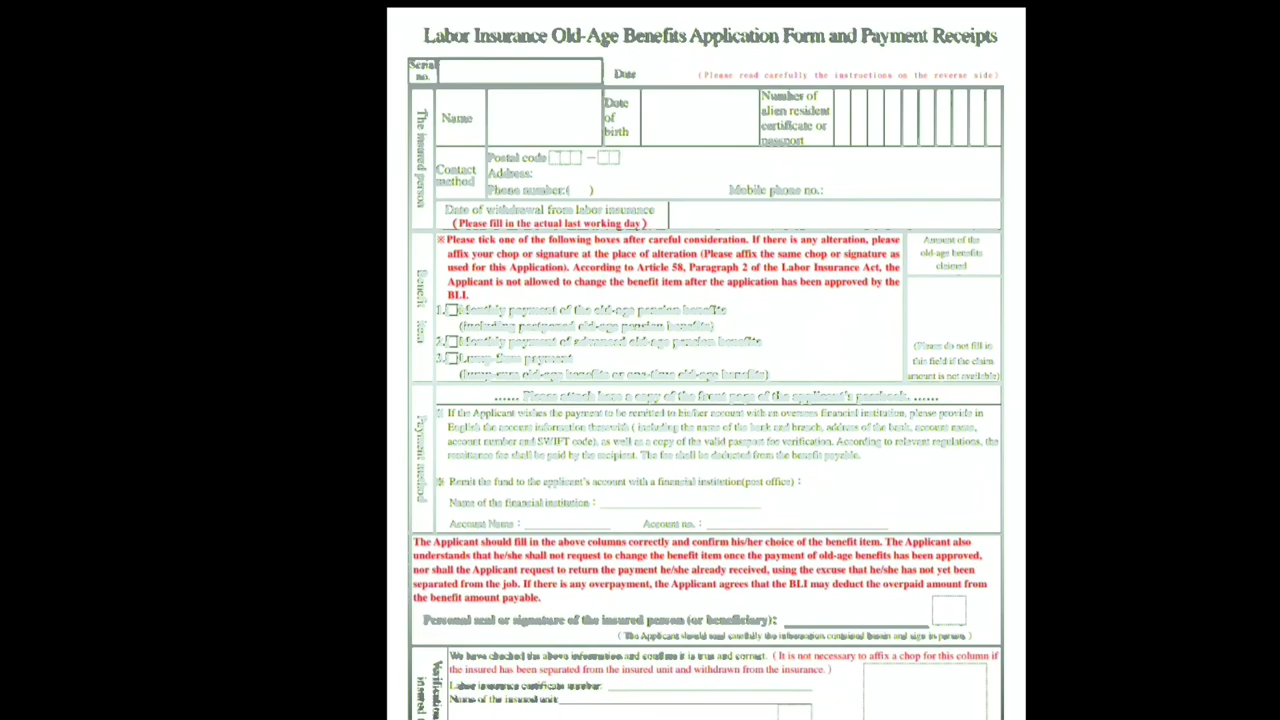 Labor Insurance Old-Age Benefits Application Form and Payment Receipts
Serial no.
Date
(Please read carefully the instructions on the reverse side)
The insured person
Name
Date of birth
Number of alien resident certificate or passport
Contact method
Postal code –
Address:
Phone number:( )
Mobile phone no.:
Date of withdrawal from labor insurance
(Please fill in the actual last working day)
Benefit item
※Please tick one of the following boxes after careful consideration. If there is any alteration, please
affix your chop or signature at the place of alteration (Please affix the same chop or signature as
used for this Application). According to Article 58, Paragraph 2 of the Labor Insurance Act, the
Applicant is not allowed to change the benefit item after the application has been approved by the
BLI.
1.□Monthly payment of the old-age pension benefits
(including postponed old-age pension benefits)
2.□Monthly payment of advanced old-age pension benefits
3.□Lump-Sum payment
(lump-sum old-age benefits or one-time old-age benefits)
Amount of the
old-age benefits
claimed
(Please do not fill in
this field if the claim
amount is not available)
Payment method
...... Please attach here a copy of the front page of the applicant's passbook. ......
※ If the Applicant wishes the payment to be remitted to his/her account with an overseas financial institution, please provide in
English the account information therewith ( including the name of the bank and branch, address of the bank, account name,
account number and SWIFT code), as well as a copy of the valid passport for verification. According to relevant regulations, the
remittance fee shall be paid by the recipient. The fee shall be deducted from the benefit payable.
※ Remit the fund to the applicant's account with a financial institution(post office) :
Name of the financial institution :
Account Name : Account no. :
The Applicant should fill in the above columns correctly and confirm his/her choice of the benefit item. The Applicant also
understands that he/she shall not request to change the benefit item once the payment of old-age benefits has been approved,
nor shall the Applicant request to return the payment he/she already received, using the excuse that he/she has not yet been
separated from the job. If there is any overpayment, the Applicant agrees that the BLI may deduct the overpaid amount from
the benefit amount payable.
Personal seal or signature of the insured person (or beneficiary):
( The Applicant should read carefully the information contained herein and sign in person. )
We have checked the above information and confirm it is true and correct. ( It is not necessary to affix a chop for this column if
the insured has been separated from the insured unit and withdrawn from the insurance. )
Labor insurance certificate number:
Name of the insured unit:
Verification
insured